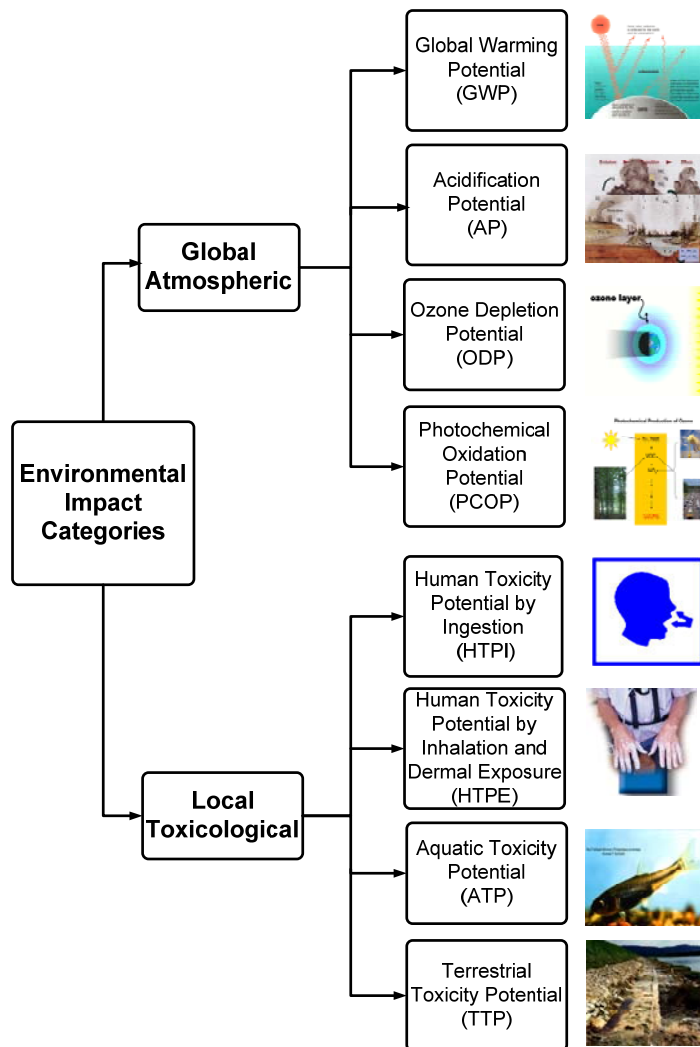 Global Warming
Potential
(GWP)
Acidification
Potential
(AP)
Global
Atmospheric
Ozone Depletion
Potential
(ODP)
ozone layer
Photochemical
Oxidation
Potential
(PCOP)
Photochemical Production of Ozone
Environmental
Impact
Categories
Human Toxicity
Potential by
Ingestion
(HTPI)
Human Toxicity
Potential by
Inhalation and
Dermal Exposure
(HTPE)
Local
Toxicological
Aquatic Toxicity
Potential
(ATP)
Terrestrial
Toxicity Potential
(TTP)